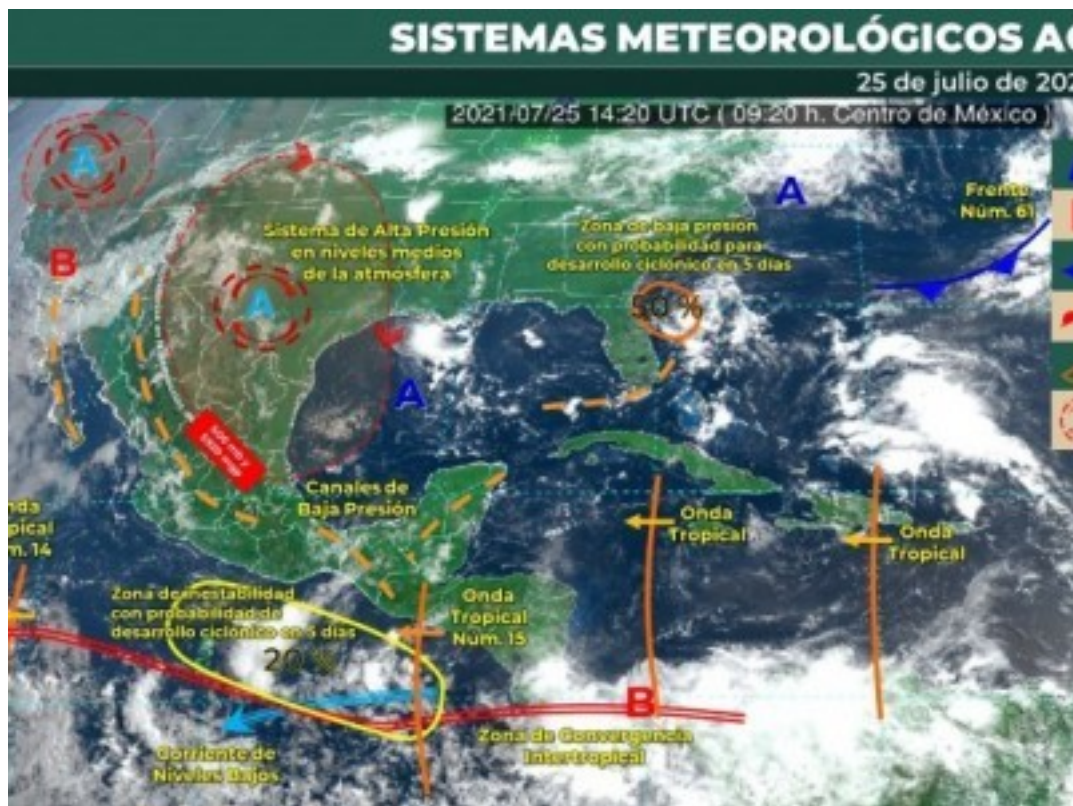 SISTEMAS METEOROLÓGICOS AC
25 de julio de 202
2021/07/25 14:20 UTC ( 09:20 h. Centro de México )
A
A
Frente
Núm. 61
Sistema de Alta Presión
en niveles medios
de la atmósfera
Zona de baja presión
con probabilidad para
desarrollo ciclónico en 5 días
B
A
50 %
A
Canales de
Baja Presión
Onda
Tropical
Onda
Tropical
nda
pical
m. 14
Zona de inestabilidad
con probabilidad de
desarrollo ciclónico en 5 días
20 %
Onda
Tropical
Núm. 15
B
Zona de Convergencia
Intertropical
Corriente de
Niveles Bajos